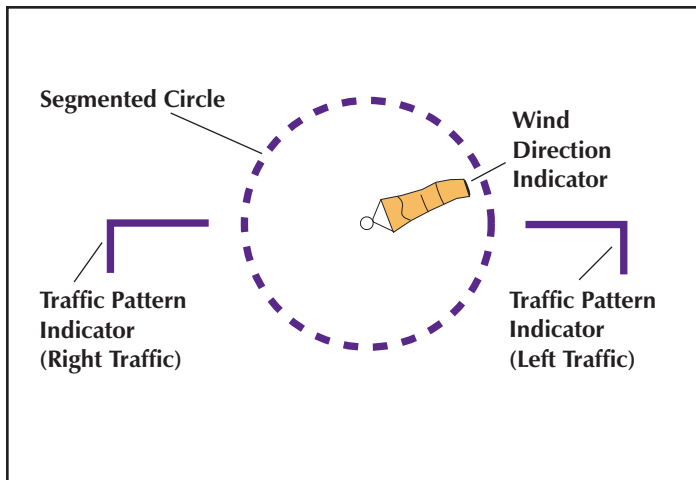 Segmented Circle
Wind
Direction
Indicator
Traffic Pattern
Indicator
(Right Traffic)
Traffic Pattern
Indicator
(Left Traffic)